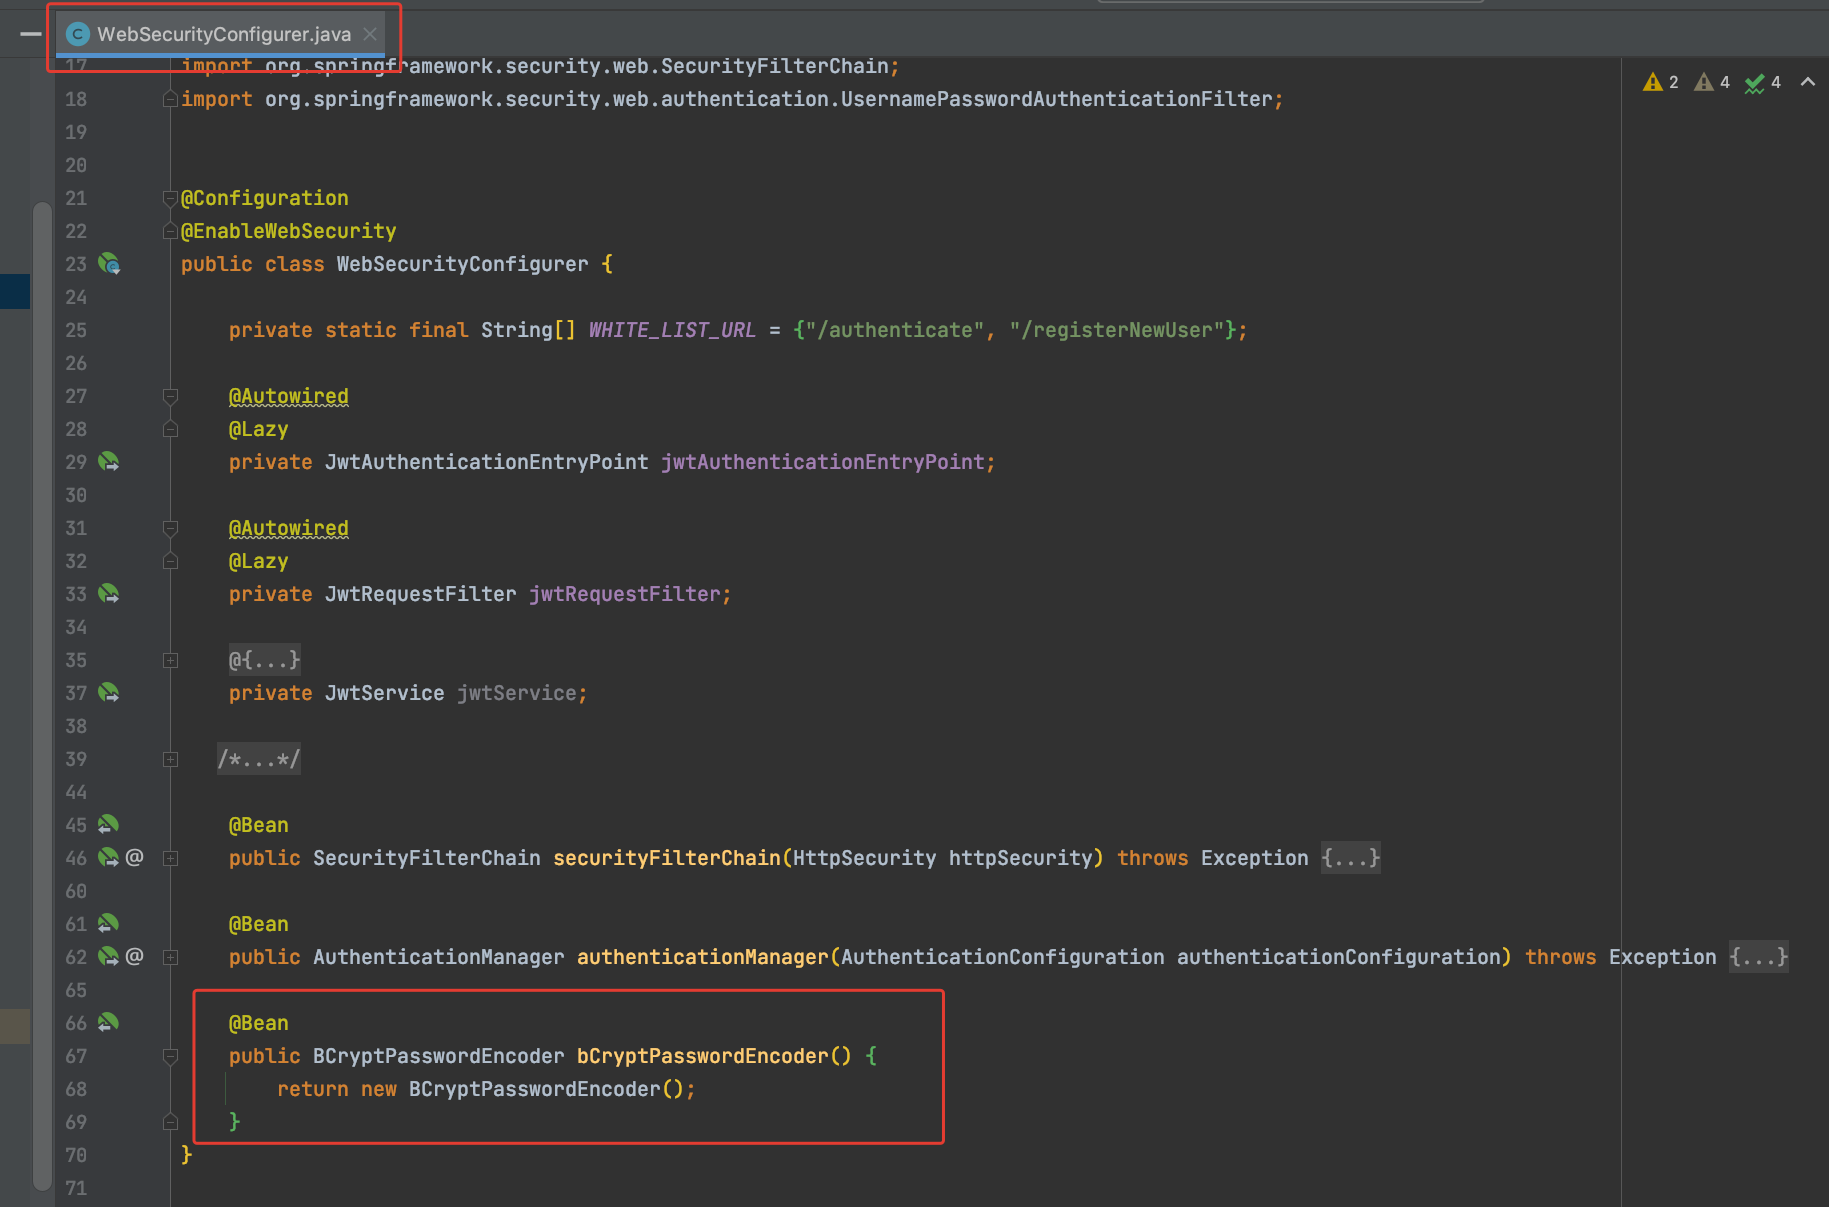 WebSecurityConfigurer.java
2 4 4
17 import org.springframework.security.web.SecurityFilterChain;
18 import org.springframework.security.web.authentication.UsernamePasswordAuthenticationFilter;
19
20
21 @Configuration
22 @EnableWebSecurity
23 public class WebSecurityConfigurer {
24
25 private static final String[] WHITE_LIST_URL = {"/authenticate", "/registerNewUser"};
26
27 @Autowired
28 @Lazy
29 private JwtAuthenticationEntryPoint jwtAuthenticationEntryPoint;
30
31 @Autowired
32 @Lazy
33 private JwtRequestFilter jwtRequestFilter;
34
35 @{...}
37 private JwtService jwtService;
38
39 /*...*/
44
45 @Bean
46 @ public SecurityFilterChain securityFilterChain(HttpSecurity httpSecurity) throws Exception {...}
60
61 @Bean
62 @ public AuthenticationManager authenticationManager(AuthenticationConfiguration authenticationConfiguration) throws Exception {...}
65
66 @Bean
67 public BCryptPasswordEncoder bCryptPasswordEncoder() {
68 return new BCryptPasswordEncoder();
69 }
70 }
71